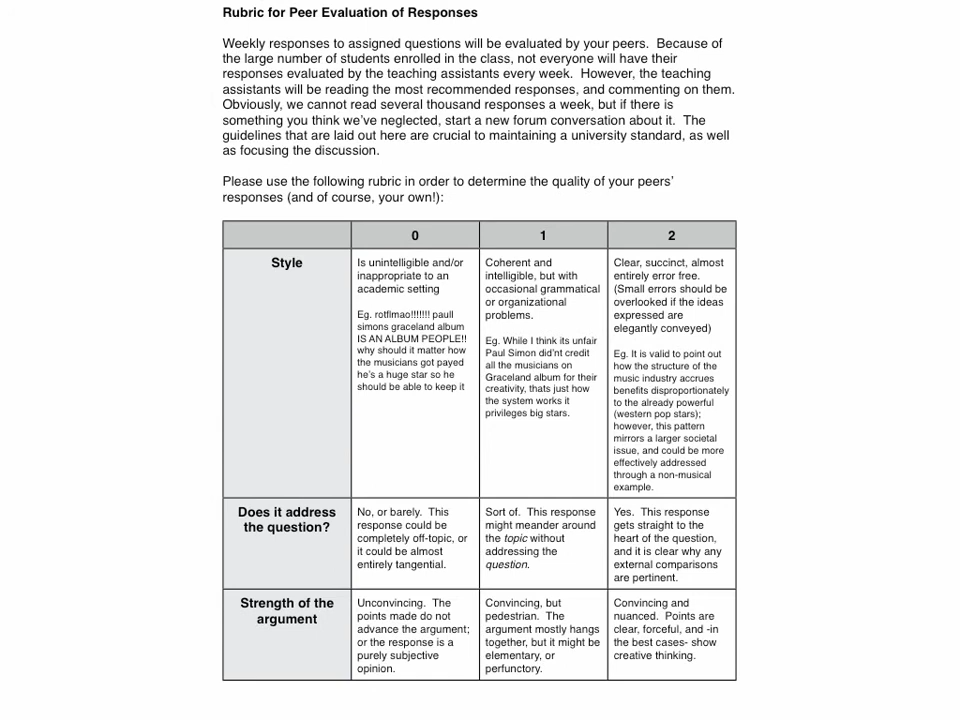 Rubric for Peer Evaluation of Responses
Weekly responses to assigned questions will be evaluated by your peers.  Because of
the large number of students enrolled in the class, not everyone will have their
responses evaluated by the teaching assistants every week.  However, the teaching
assistants will be reading the most recommended responses, and commenting on them.
Obviously, we cannot read several thousand responses a week, but if there is
something you think we've neglected, start a new forum conversation about it.  The
guidelines that are laid out here are crucial to maintaining a university standard, as well
as focusing the discussion.
Please use the following rubric in order to determine the quality of your peers'
responses (and of course, your own!):
0
1
2
Style
Is unintelligible and/or
inappropriate to an
academic setting
Eg. rotflmao!!!!!!! paull
simons graceland album
IS AN ALBUM PEOPLE!!
why should it matter how
the musicians got payed
he's a huge star so he
should be able to keep it
Coherent and
intelligible, but with
occasional grammatical
or organizational
problems.
Eg. While I think its unfair
Paul Simon did'nt credit
all the musicians on
Graceland album for their
creativity, thats just how
the system works it
privileges big stars.
Clear, succinct, almost
entirely error free.
(Small errors should be
overlooked if the ideas
expressed are
elegantly conveyed)
Eg. It is valid to point out
how the structure of the
music industry accrues
benefits disproportionately
to the already powerful
(western pop stars);
however, this pattern
mirrors a larger societal
issue, and could be more
effectively addressed
through a non-musical
example.
Does it address
the question?
No, or barely.  This
response could be
completely off-topic, or
it could be almost
entirely tangential.
Sort of.  This response
might meander around
the topic without
addressing the
question.
Yes.  This response
gets straight to the
heart of the question,
and it is clear why any
external comparisons
are pertinent.
Strength of the
argument
Unconvincing.  The
points made do not
advance the argument;
or the response is a
purely subjective
opinion.
Convincing, but
pedestrian.  The
argument mostly hangs
together, but it might be
elementary, or
perfunctory.
Convincing and
nuanced.  Points are
clear, forceful, and -in
the best cases- show
creative thinking.